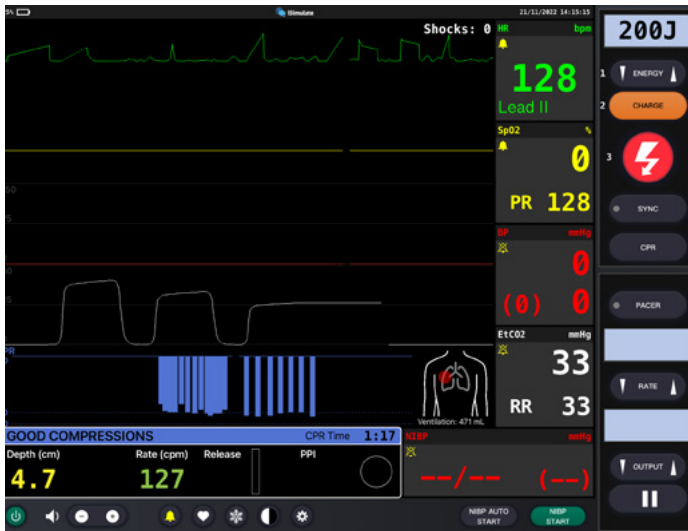 5%
iSimulate
21/11/2022 14:15:15
Shocks: 0
HR bpm
128
Lead II
SpO2 %
0
PR 128
BP mmHg
0
(0) 0
EtCO2 mmHg
33
RR 33
50
Ventilation: 471 mL
GOOD COMPRESSIONS
CPR Time 1:17
Depth (cm)
4.7
Rate (cpm)
127
Release
PPI
NIBP mmHg
--/-- (--)
NIBP AUTO
START
NIBP
START
200J
1 ENERGY
2 CHARGE
3
SYNC
CPR
PACER
RATE
OUTPUT